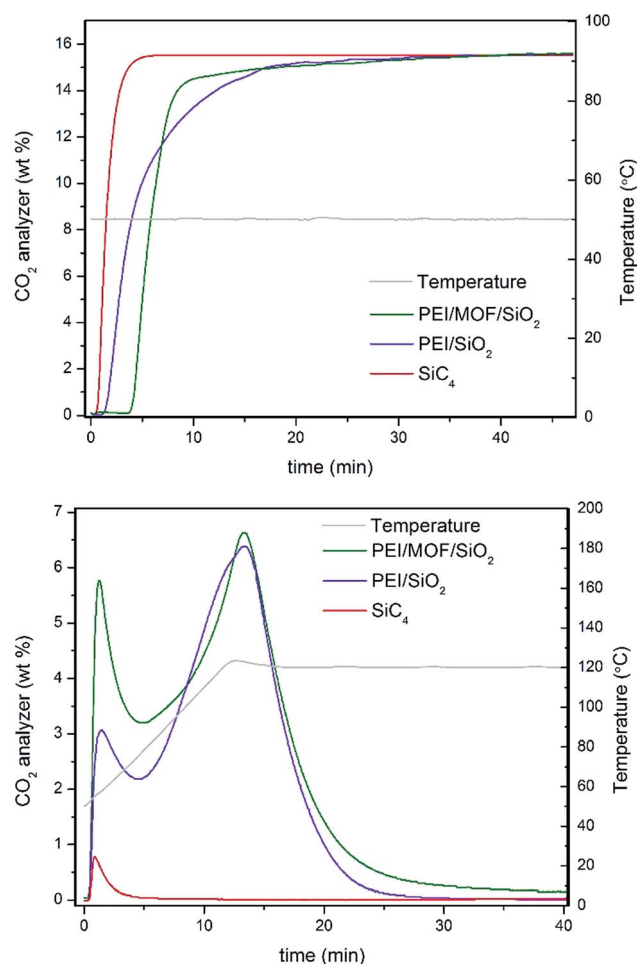 100
16
14
80
12
10
60
8
40
6
4
20
2
0
0
CO₂ analyzer (wt %)
Temperature (°C)
Temperature
PEI/MOF/SiO₂
PEI/SiO₂
SiC₄
0 10 20 30 40
time (min)
7
200
180
6
160
5
140
4
120
100
3
80
2
60
40
1
20
0
0
CO₂ analyzer (wt %)
Temperature (°C)
Temperature
PEI/MOF/SiO₂
PEI/SiO₂
SiC₄
0 10 20 30 40
time (min)